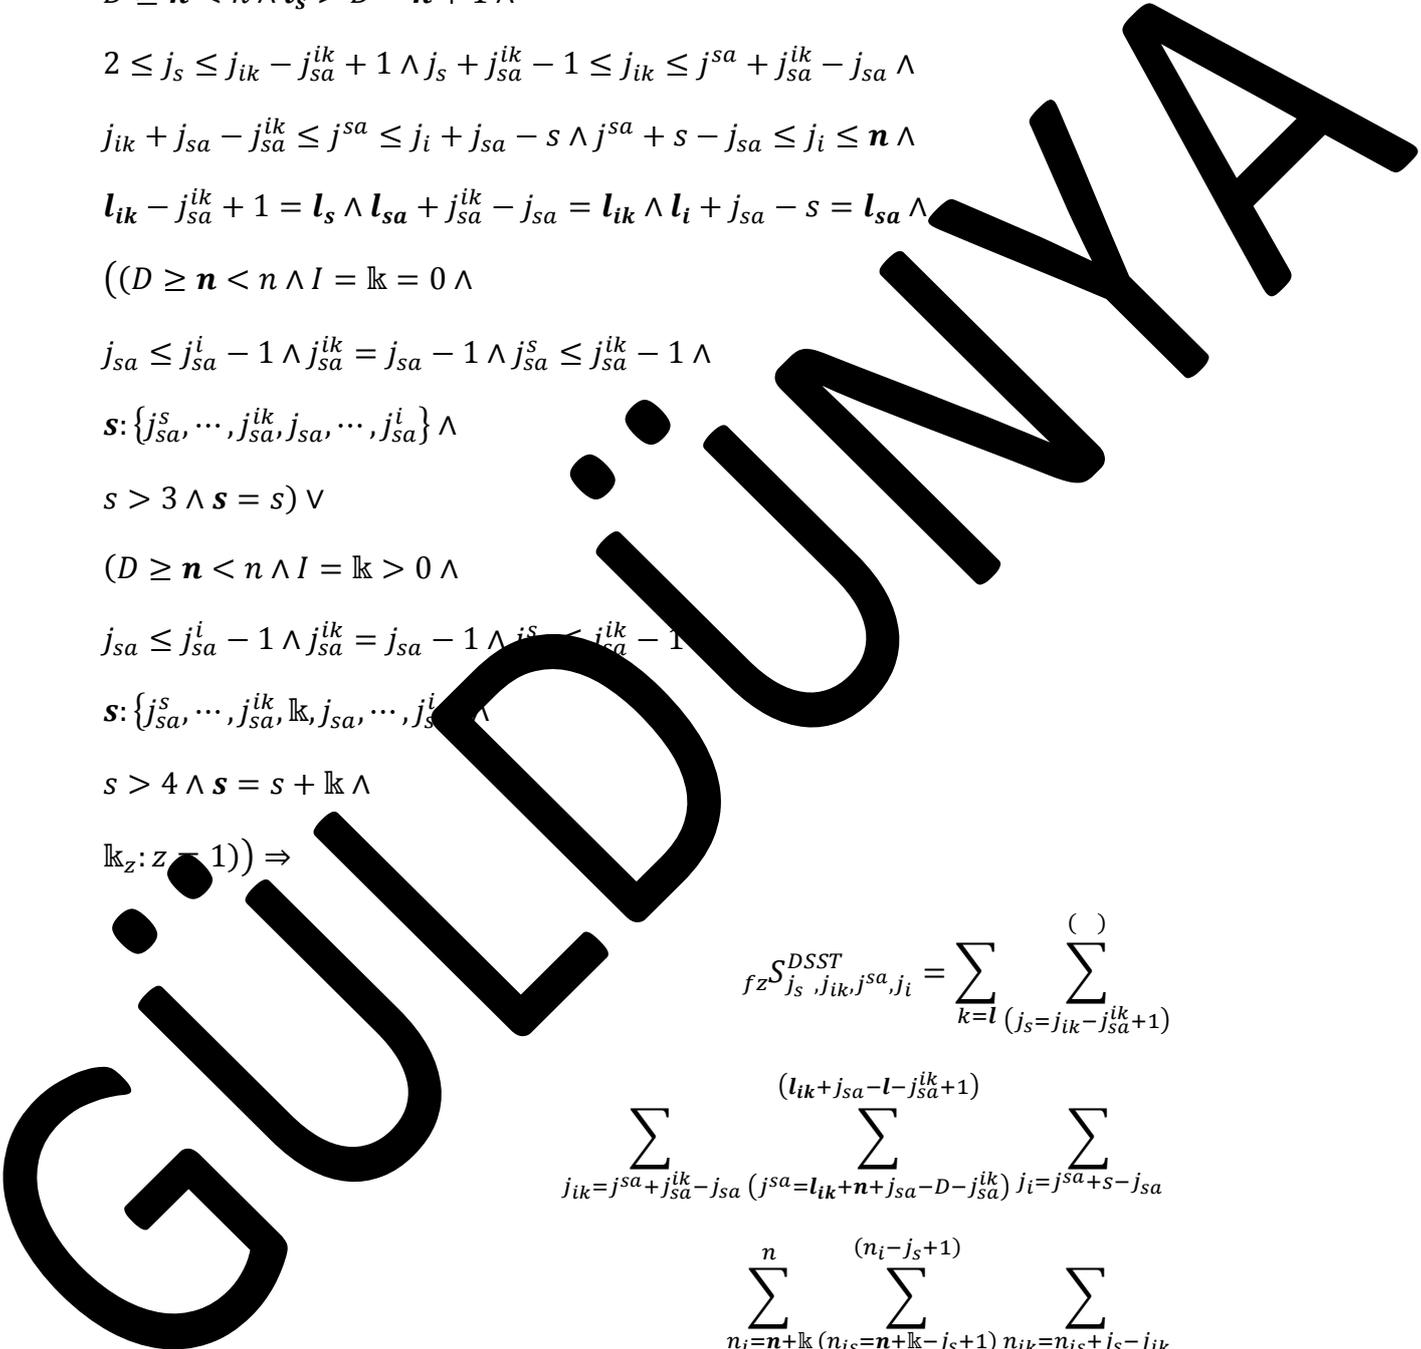 2 ≤ j_s ≤ j_{ik} − j_{sa}^{ik} + 1 ∧ j_s + j_{sa}^{ik} − 1 ≤ j_{ik} ≤ j^{sa} + j_{sa}^{ik} − j_{sa} ∧
j_{ik} + j_{sa} − j_{sa}^{ik} ≤ j^{sa} ≤ j_i + j_{sa} − s ∧ j^{sa} + s − j_{sa} ≤ j_i ≤ n ∧
l_{ik} − j_{sa}^{ik} + 1 = l_s ∧ l_{sa} + j_{sa}^{ik} − j_{sa} = l_{ik} ∧ l_i + j_{sa} − s = l_{sa} ∧
((D ≥ n < n ∧ I = 𝕜 = 0 ∧
j_{sa} ≤ j_{sa}^{i} − 1 ∧ j_{sa}^{ik} = j_{sa} − 1 ∧ j_{sa}^{s} ≤ j_{sa}^{ik} − 1 ∧
s: {j_{sa}^{s}, ⋯ , j_{sa}^{ik}, j_{sa}, ⋯ , j_{sa}^{i}} ∧
s > 3 ∧ s = s) ∨
(D ≥ n < n ∧ I = 𝕜 > 0 ∧
j_{sa} ≤ j_{sa}^{i} − 1 ∧ j_{sa}^{ik} = j_{sa} − 1 ∧ j^{s} ≤ j_{sa}^{ik} − 1
s: {j_{sa}^{s}, ⋯ , j_{sa}^{ik}, 𝕜, j_{sa}, ⋯ , j_{s}^{i} ∧
s > 4 ∧ s = s + 𝕜 ∧
𝕜_z: z = 1)) ⇒
_{fz}S_{j_s ,j_{ik},j^{sa},j_i}^{DSST} = ∑_{k=l} ∑_{(j_s=j_{ik}−j_{sa}^{ik}+1)}^{( )}
∑_{j_{ik}=j^{sa}+j_{sa}^{ik}−j_{sa}} ∑_{(j^{sa}=l_{ik}+n+j_{sa}−D−j_{sa}^{ik})}^{(l_{ik}+j_{sa}−l−j_{sa}^{ik}+1)} ∑_{j_i=j^{sa}+s−j_{sa}}
∑_{n_i=n+𝕜}^{n} ∑_{(n_{is}=n+𝕜−j_s+1)}^{(n_i−j_s+1)} ∑_{n_{ik}=n_{is}+j_s−j_{ik}}
GÜLDÜNYA